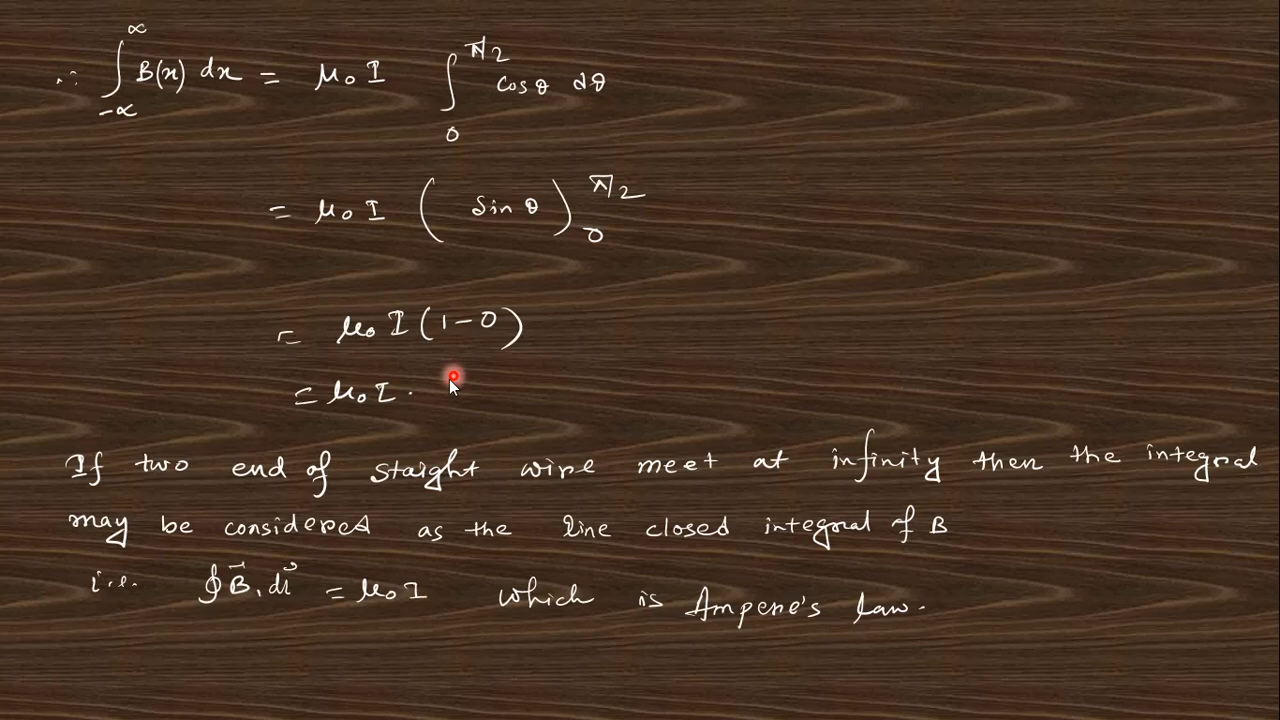 ∴ ∫_{-∝}^{∝} B(x) dx = μ₀ I ∫_{0}^{π/2} cosθ dθ
= μ₀ I ( sin θ )_{0}^{π/2}
= μ₀ I (1 - 0)
= μ₀ I .
If two end of staight wire meet at infinity then the integral
may be considered as the line closed integral of B
i.e. ∮ B⃗ . dl⃗ = μ₀ I which is Ampere's law.